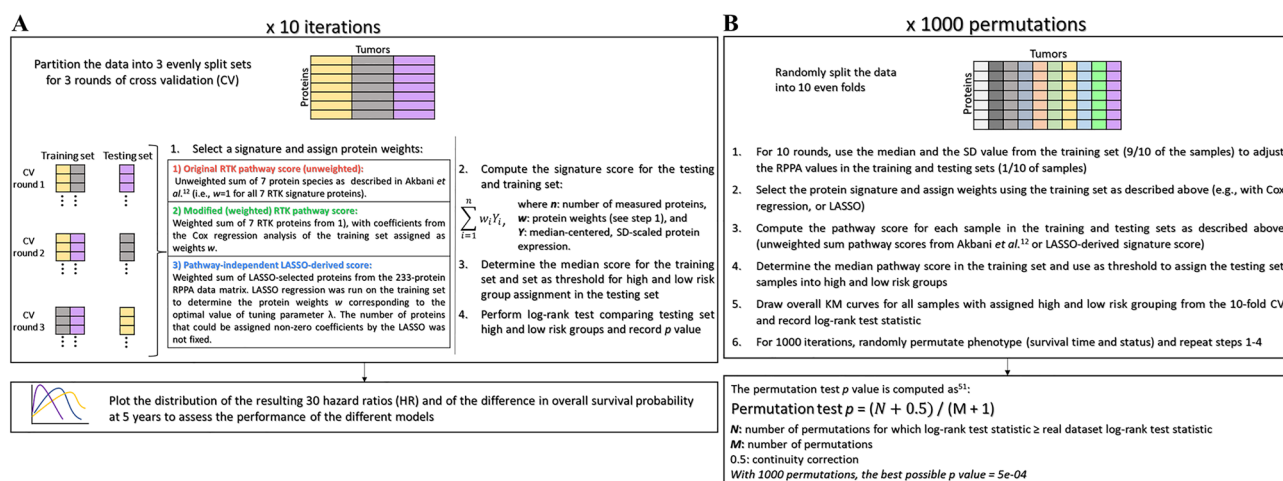 A
x 10 iterations
Partition the data into 3 evenly split sets
for 3 rounds of cross validation (CV)
Tumors
Proteins
Training set
Testing set
CV
round 1
CV
round 2
CV
round 3
1. Select a signature and assign protein weights:
1) Original RTK pathway score (unweighted):
Unweighted sum of 7 protein species as described in Akbani
et al.12 (i.e., w=1 for all 7 RTK signature proteins).
2) Modified (weighted) RTK pathway score:
Weighted sum of 7 RTK proteins from 1), with coefficients from
the Cox regression analysis of the training set assigned as
weights w.
3) Pathway-independent LASSO-derived score:
Weighted sum of LASSO-selected proteins from the 233-protein
RPPA data matrix. LASSO regression was run on the training set
to determine the protein weights w corresponding to the
optimal value of tuning parameter λ. The number of proteins
that could be assigned non-zero coefficients by the LASSO was
not fixed.
2. Compute the signature score for the testing
and training set:
n
∑ wiYi,
i=1
where n: number of measured proteins,
w: protein weights (see step 1), and
Y: median-centered, SD-scaled protein
expression.
3. Determine the median score for the training
set and set as threshold for high and low risk
group assignment in the testing set
4. Perform log-rank test comparing testing set
high and low risk groups and record p value
Plot the distribution of the resulting 30 hazard ratios (HR) and of the difference in overall survival probability
at 5 years to assess the performance of the different models
B
x 1000 permutations
Randomly split the data
into 10 even folds
Tumors
Proteins
1. For 10 rounds, use the median and the SD value from the training set (9/10 of the samples) to adjust
the RPPA values in the training and testing sets (1/10 of samples)
2. Select the protein signature and assign weights using the training set as described above (e.g., with Cox
regression, or LASSO)
3. Compute the pathway score for each sample in the training and testing sets as described above
(unweighted sum pathway scores from Akbani et al.12 or LASSO-derived signature score)
4. Determine the median pathway score in the training set and use as threshold to assign the testing set
samples into high and low risk groups
5. Draw overall KM curves for all samples with assigned high and low risk grouping from the 10-fold CV
and record log-rank test statistic
6. For 1000 iterations, randomly permutate phenotype (survival time and status) and repeat steps 1-4
The permutation test p value is computed as51:
Permutation test p = (N + 0.5) / (M + 1)
N: number of permutations for which log-rank test statistic ≥ real dataset log-rank test statistic
M: number of permutations
0.5: continuity correction
With 1000 permutations, the best possible p value = 5e-04